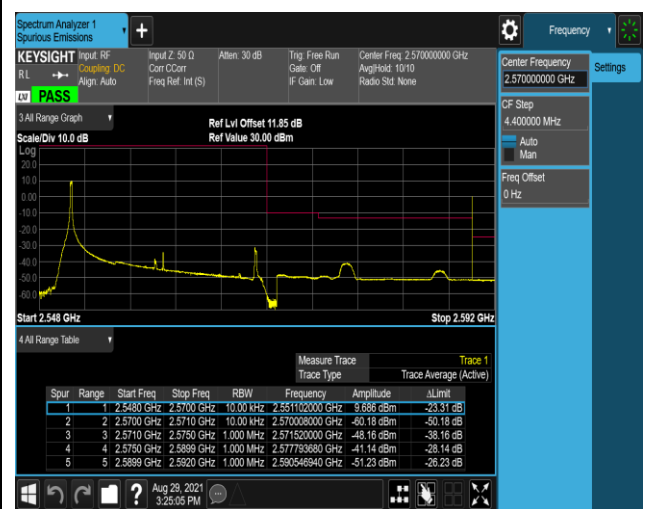 Spectrum Analyzer 1
Spurious Emissions
+
Frequency
KEYSIGHT Input: RF Input Z: 50 Ω Atten: 30 dB Trig: Free Run Center Freq: 2.570000000 GHz
RL Coupling: DC Corr CCorr Gate: Off Avg|Hold: 10/10
Align: Auto Freq Ref: Int (S) IF Gain: Low Radio Std: None
LXI PASS
Center Frequency
2.570000000 GHz
Settings
CF Step
4.400000 MHz
Auto
Man
Freq Offset
0 Hz
3 All Range Graph
Ref Lvl Offset 11.85 dB
Scale/Div 10.0 dB Ref Value 30.00 dBm
Log
20.0
10.0
0.00
-10.0
-20.0
-30.0
-40.0
-50.0
-60.0
Start 2.548 GHz Stop 2.592 GHz
4 All Range Table
Measure Trace Trace 1
Trace Type Trace Average (Active)
Spur Range Start Freq Stop Freq RBW Frequency Amplitude ΔLimit
1 1 2.5480 GHz 2.5700 GHz 10.00 kHz 2.551102000 GHz 9.686 dBm -23.31 dB
2 2 2.5700 GHz 2.5710 GHz 10.00 kHz 2.570008000 GHz -60.18 dBm -50.18 dB
3 3 2.5710 GHz 2.5750 GHz 1.000 MHz 2.571520000 GHz -48.16 dBm -38.16 dB
4 4 2.5750 GHz 2.5899 GHz 1.000 MHz 2.577793680 GHz -41.14 dBm -28.14 dB
5 5 2.5899 GHz 2.5920 GHz 1.000 MHz 2.590546940 GHz -51.23 dBm -26.23 dB
? Aug 29, 2021
3:25:05 PM